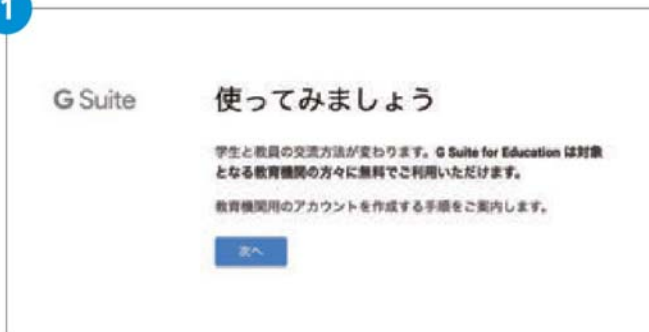 1
G Suite
使ってみましょう
学生と教員の交流方法が変わります。G Suite for Education は対象
となる教育機関の方々に無料でご利用いただけます。
教育機関用のアカウントを作成する手順をご案内します。
次へ